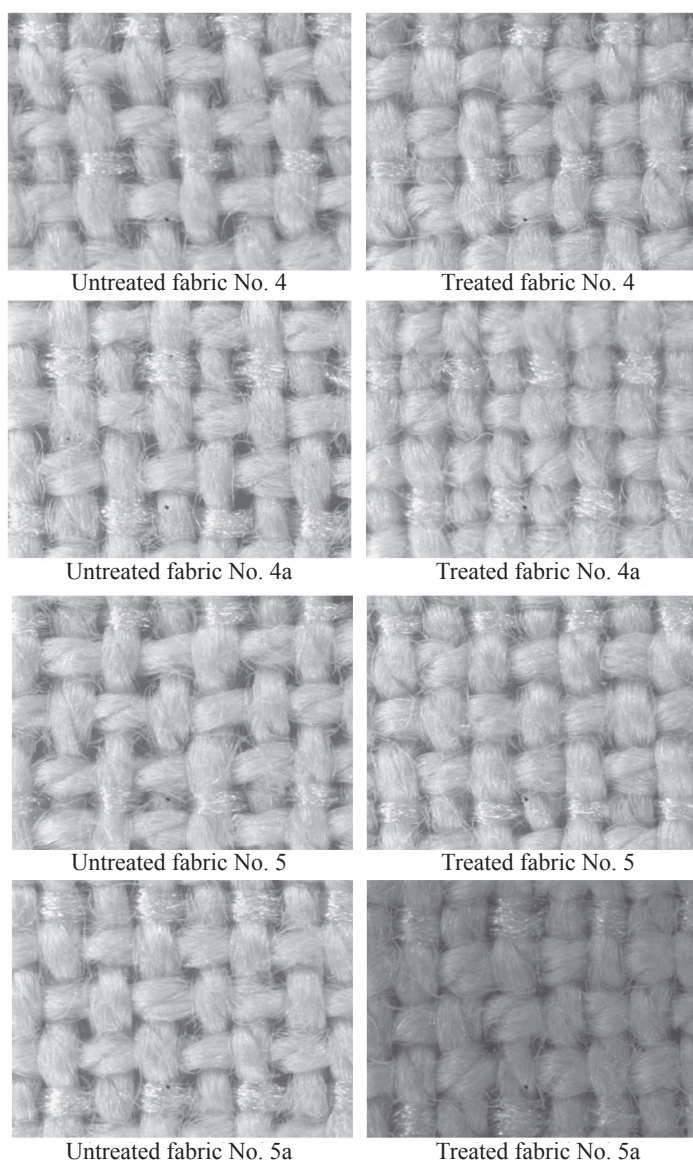 Untreated fabric No. 4
Treated fabric No. 4
Untreated fabric No. 4a
Treated fabric No. 4a
Untreated fabric No. 5
Treated fabric No. 5
Untreated fabric No. 5a
Treated fabric No. 5a